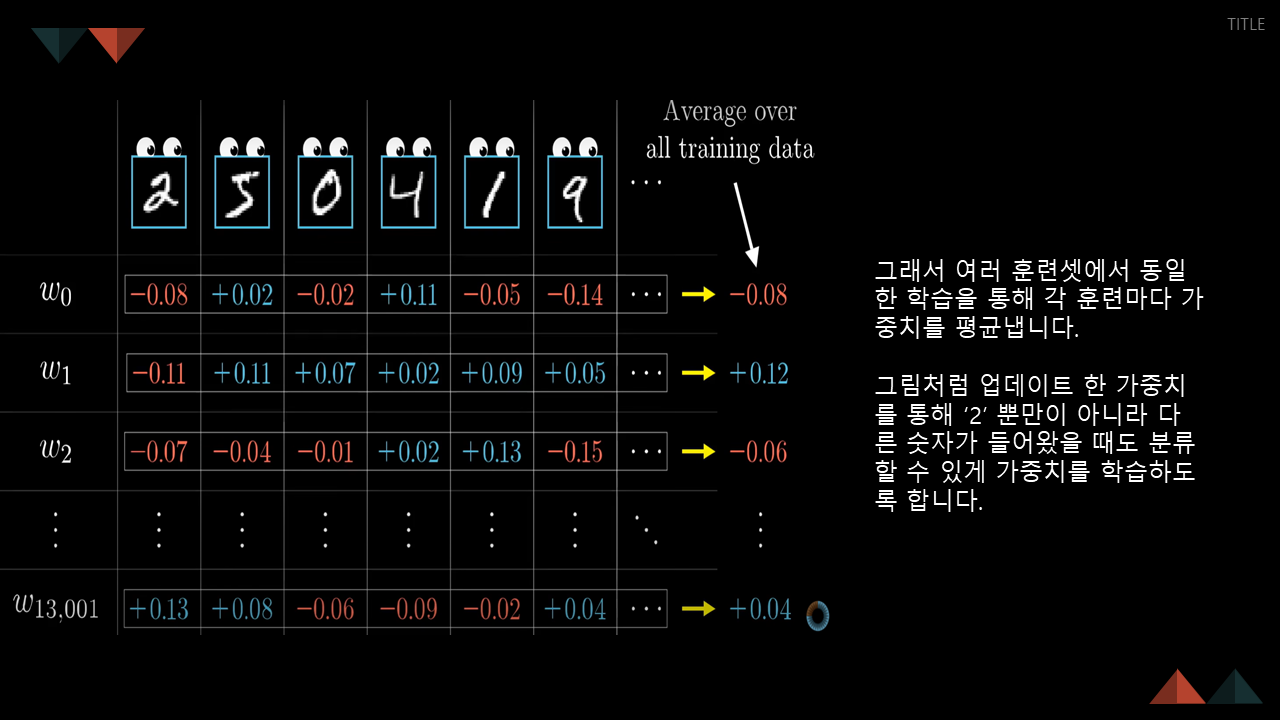 TITLE
Average over
all training data
2 5 0 4 1 9 ···
w0 −0.08 +0.02 −0.02 +0.11 −0.05 −0.14 ··· → −0.08
w1 −0.11 +0.11 +0.07 +0.02 +0.09 +0.05 ··· → +0.12
w2 −0.07 −0.04 −0.01 +0.02 +0.13 −0.15 ··· → −0.06
⋮ ⋮ ⋮ ⋮ ⋮ ⋮ ⋮ ⋱ ⋮
w13,001 +0.13 +0.08 −0.06 −0.09 −0.02 +0.04 ··· → +0.04
그래서 여러 훈련셋에서 동일
한 학습을 통해 각 훈련마다 가
중치를 평균냅니다.
그림처럼 업데이트 한 가중치
를 통해 ‘2’ 뿐만이 아니라 다
른 숫자가 들어왔을 때도 분류
할 수 있게 가중치를 학습하도
록 합니다.